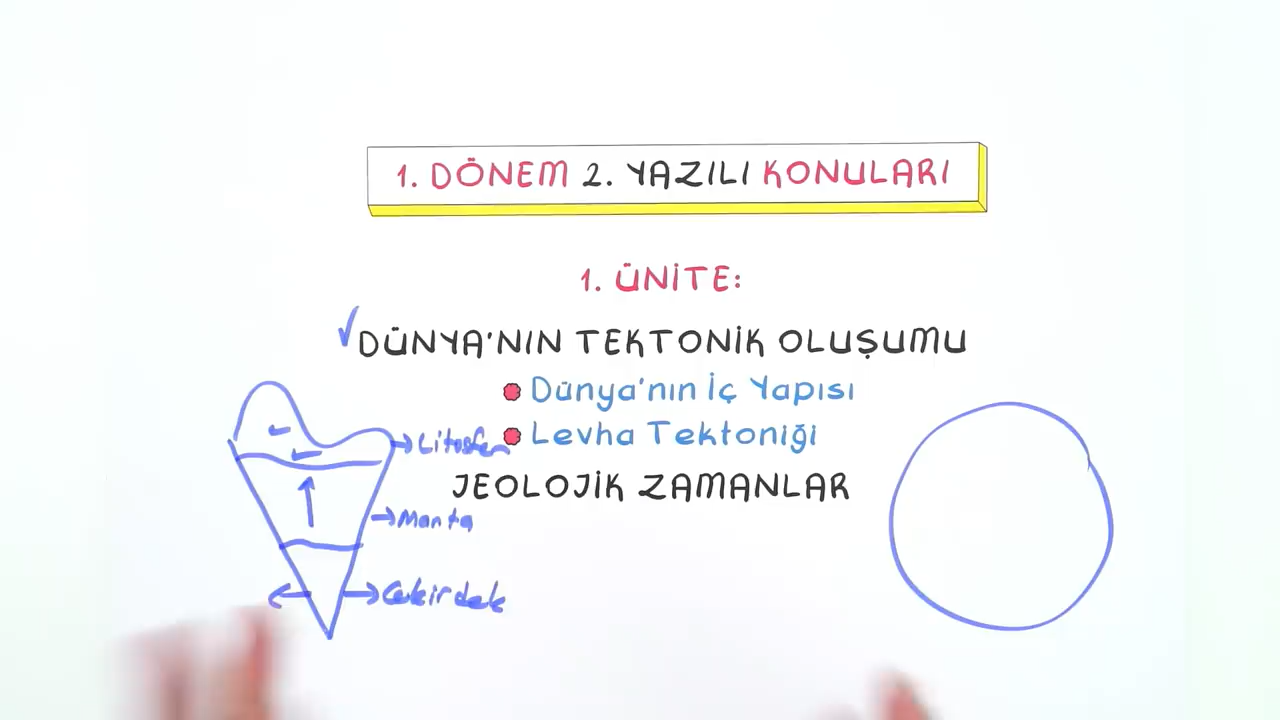 1. DÖNEM 2. YAZILI KONULARI
1. ÜNİTE:
DÜNYA'NIN TEKTONİK OLUŞUMU
Dünya'nın İç Yapısı
Levha Tektoniği
JEOLOJİK ZAMANLAR
Litosfer
Manto
Çekirdek